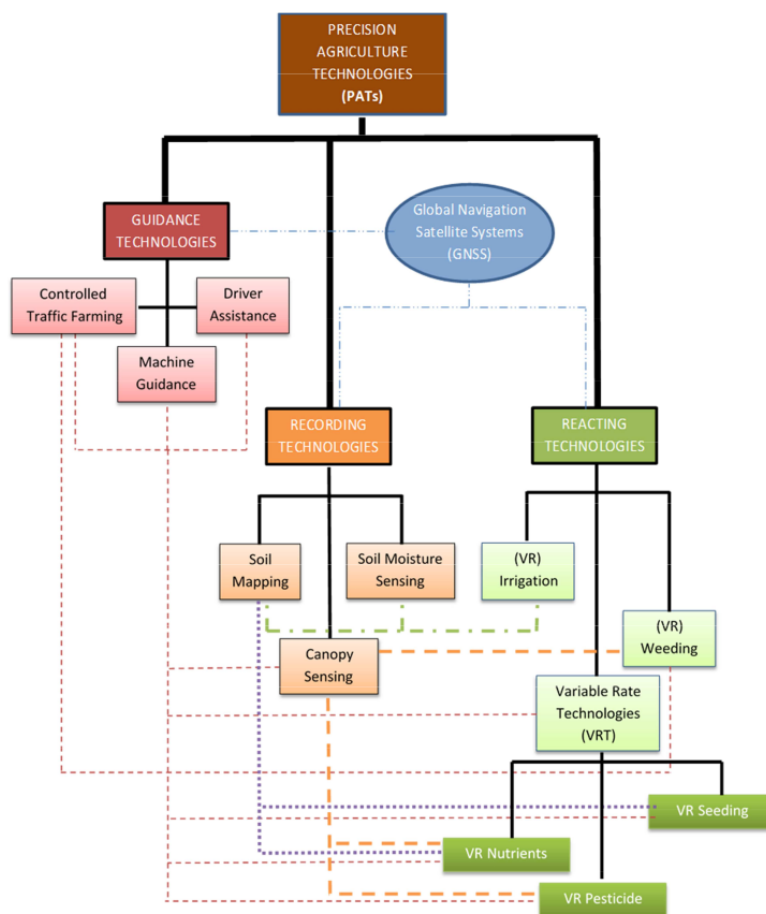 PRECISION
AGRICULTURE
TECHNOLOGIES
(PATs)
GUIDANCE
TECHNOLOGIES
Global Navigation
Satellite Systems
(GNSS)
Controlled
Traffic Farming
Driver
Assistance
Machine
Guidance
RECORDING
TECHNOLOGIES
REACTING
TECHNOLOGIES
Soil
Mapping
Soil Moisture
Sensing
(VR)
Irrigation
(VR)
Weeding
Canopy
Sensing
Variable Rate
Technologies
(VRT)
VR Seeding
VR Nutrients
VR Pesticide